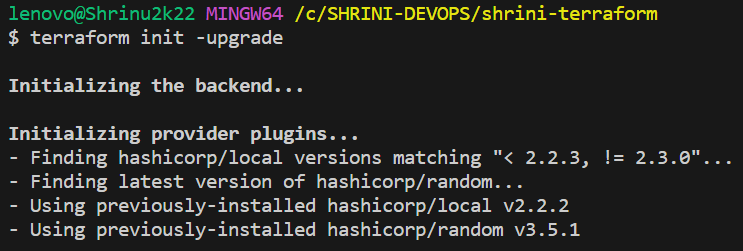 lenovo@Shrinu2k22 MINGW64 /c/SHRINI-DEVOPS/shrini-terraform
$ terraform init -upgrade
Initializing the backend...
Initializing provider plugins...
- Finding hashicorp/local versions matching "< 2.2.3, != 2.3.0"...
- Finding latest version of hashicorp/random...
- Using previously-installed hashicorp/local v2.2.2
- Using previously-installed hashicorp/random v3.5.1